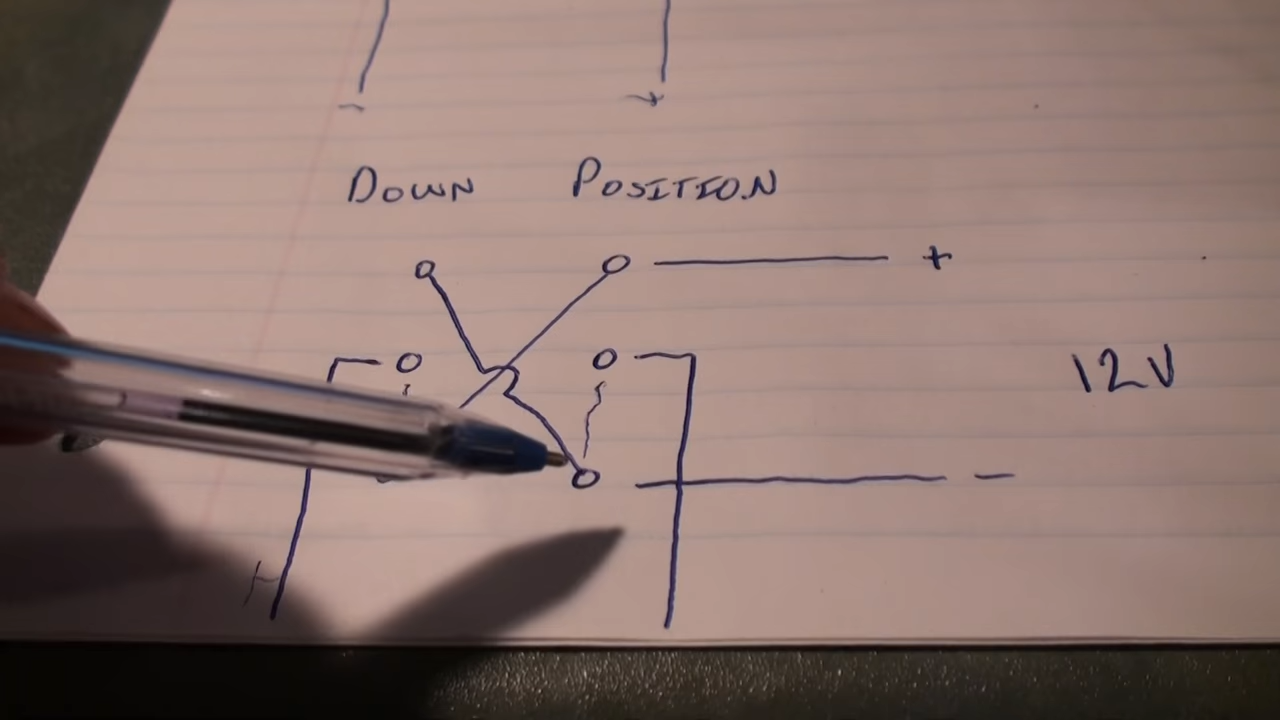 - +
DOWN POSITION
+
12V
-
+